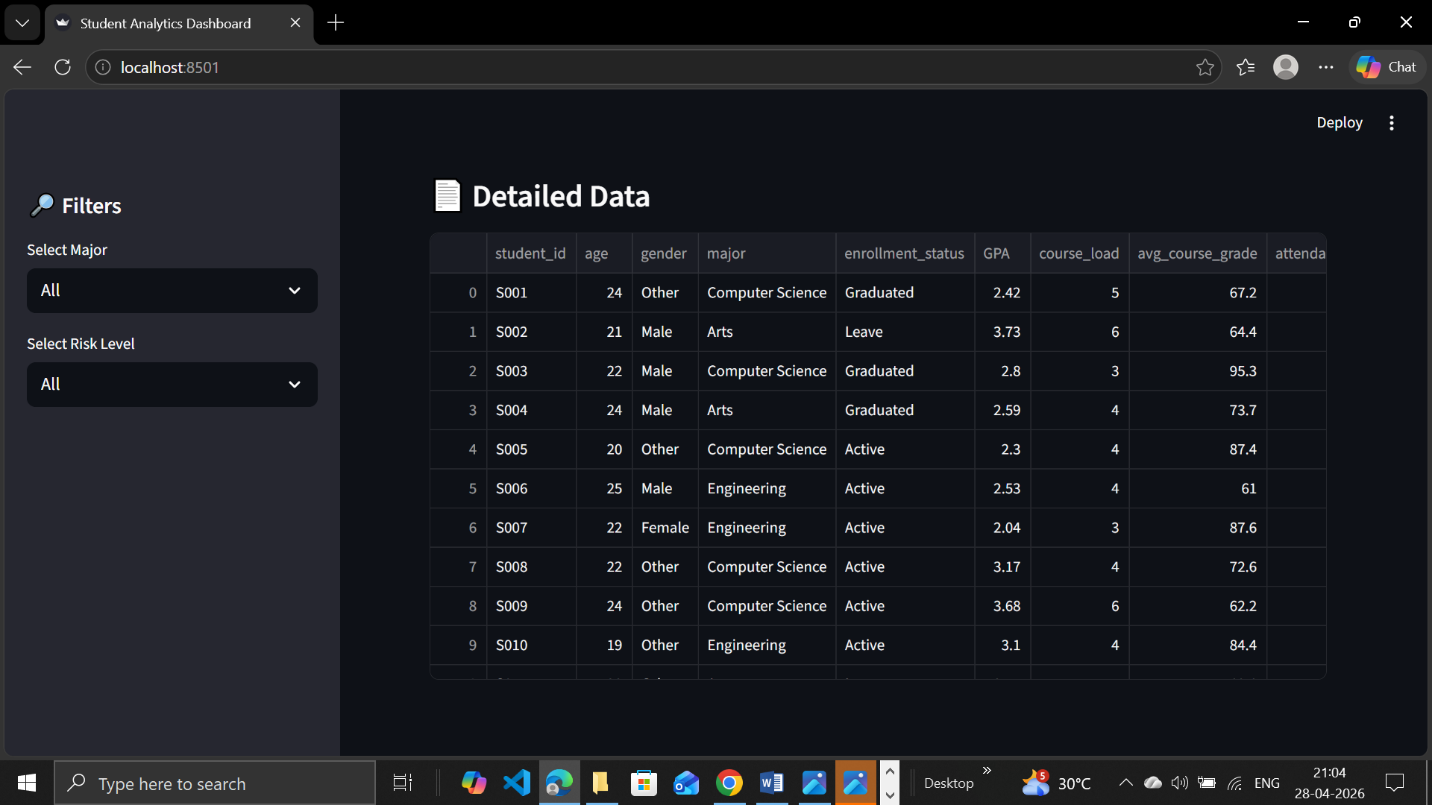 Student Analytics Dashboard
localhost:8501
Chat
Deploy
Filters
Select Major
All
Select Risk Level
All
Detailed Data
student_id age gender major enrollment_status GPA course_load avg_course_grade attenda
0 S001 24 Other Computer Science Graduated 2.42 5 67.2
1 S002 21 Male Arts Leave 3.73 6 64.4
2 S003 22 Male Computer Science Graduated 2.8 3 95.3
3 S004 24 Male Arts Graduated 2.59 4 73.7
4 S005 20 Other Computer Science Active 2.3 4 87.4
5 S006 25 Male Engineering Active 2.53 4 61
6 S007 22 Female Engineering Active 2.04 3 87.6
7 S008 22 Other Computer Science Active 3.17 4 72.6
8 S009 24 Other Computer Science Active 3.68 6 62.2
9 S010 19 Other Engineering Active 3.1 4 84.4
Type here to search
Desktop
5
30°C
ENG
21:04
28-04-2026